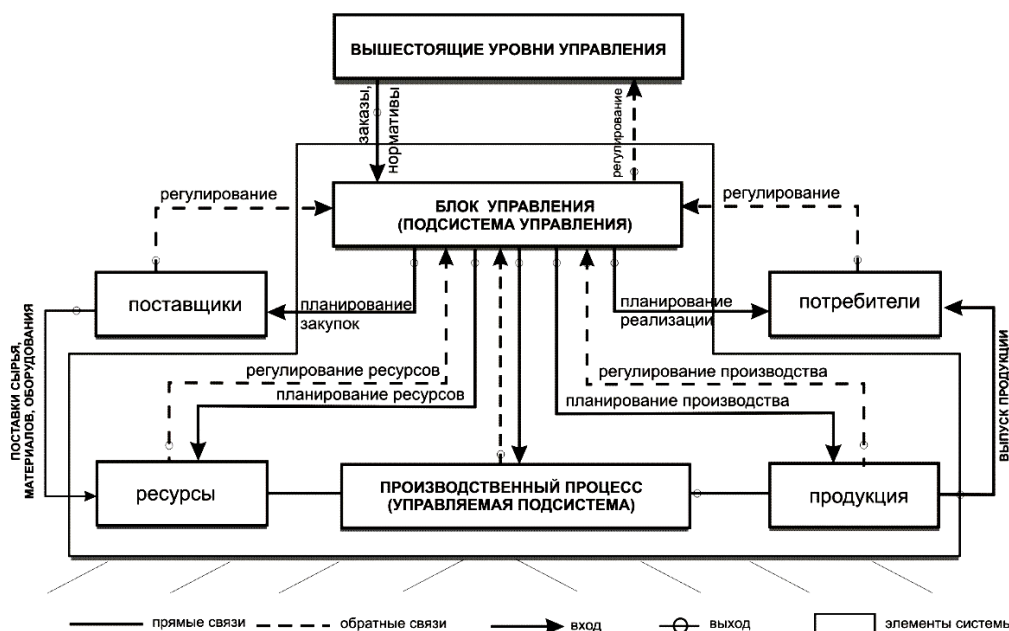 ВЫШЕСТОЯЩИЕ УРОВНИ УПРАВЛЕНИЯ
заказы,
нормативы
регулирование
регулирование
БЛОК УПРАВЛЕНИЯ
(ПОДСИСТЕМА УПРАВЛЕНИЯ)
регулирование
поставщики
планирование
закупок
планирование
реализации
потребители
ПОСТАВКИ СЫРЬЯ,
МАТЕРИАЛОВ, ОБОРУДОВАНИЯ
регулирование ресурсов
планирование ресурсов
регулирование производства
планирование производства
ВЫПУСК ПРОДУКЦИИ
ресурсы
ПРОИЗВОДСТВЕННЫЙ ПРОЦЕСС
(УПРАВЛЯЕМАЯ ПОДСИСТЕМА)
продукция
прямые связи
обратные связи
вход
выход
элементы системы